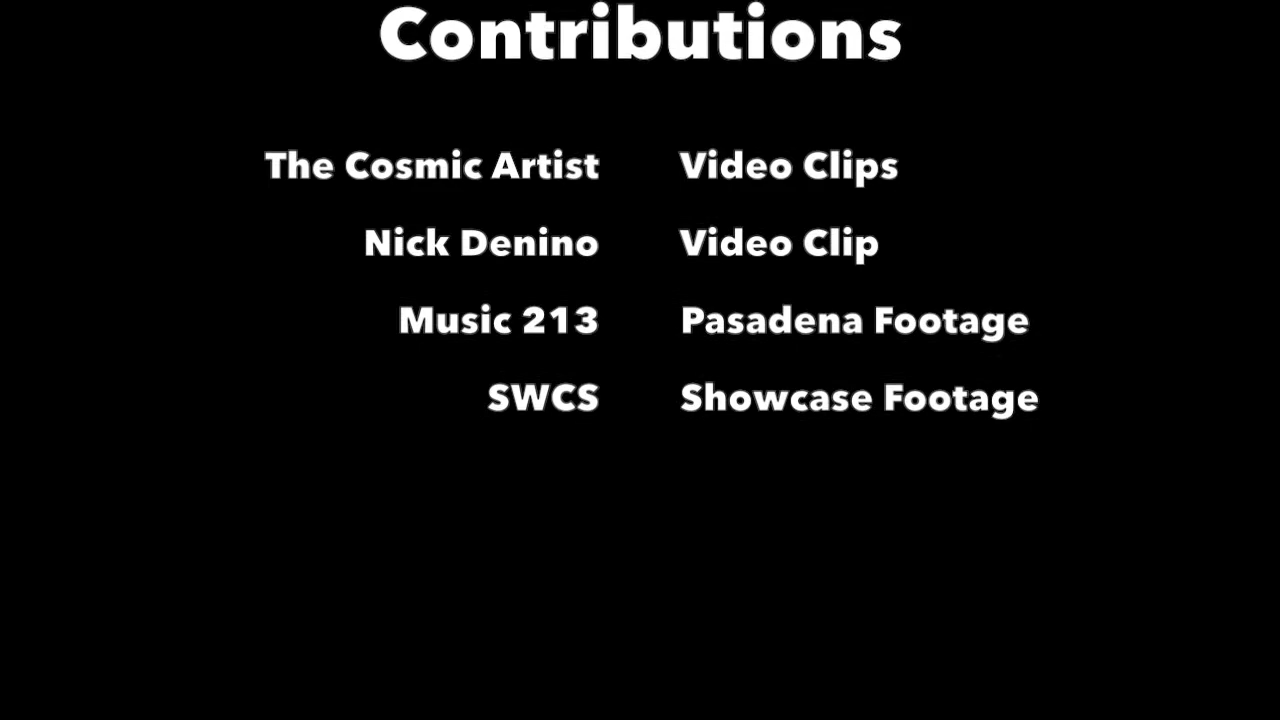 Contributions
The Cosmic Artist Video Clips
Nick Denino Video Clip
Music 213 Pasadena Footage
SWCS Showcase Footage